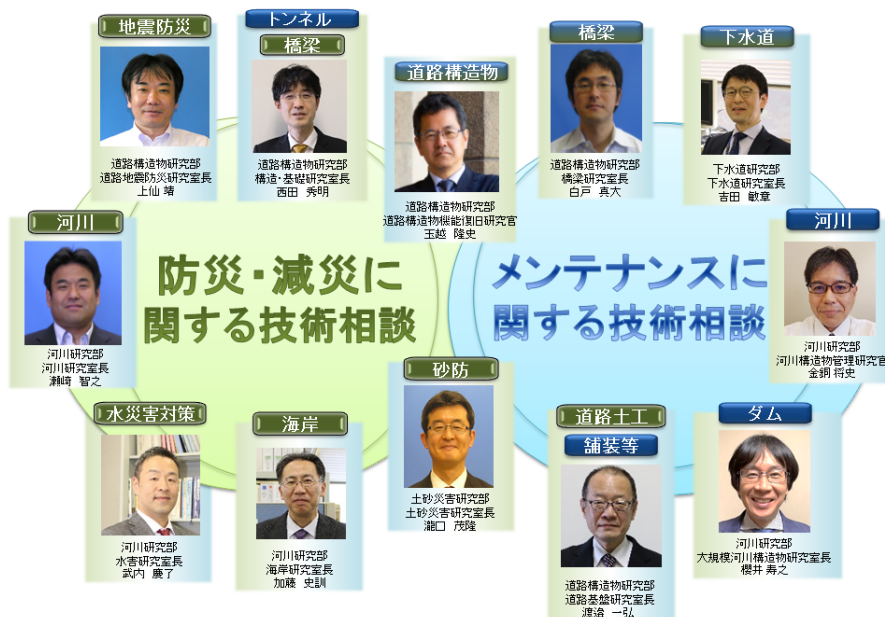 地震防災
道路構造物研究部
道路地震防災研究室長
上仙 靖
トンネル
橋梁
道路構造物研究部
構造・基礎研究室長
西田 秀明
道路構造物
道路構造物研究部
道路構造物機能復旧研究官
玉越 隆史
橋梁
道路構造物研究部
橋梁研究室長
白戸 真大
下水道
下水道研究部
下水道研究室長
吉田 敏章
河川
河川研究部
河川研究室長
瀬崎 智之
防災・減災に
関する技術相談
メンテナンスに
関する技術相談
河川
河川研究部
河川構造物管理研究官
金銅 将史
水災害対策
河川研究部
水害研究室長
武内 慶了
海岸
河川研究部
海岸研究室長
加藤 史訓
砂防
土砂災害研究部
土砂災害研究室長
瀧口 茂隆
道路土工
舗装等
道路構造物研究部
道路基盤研究室長
渡邉 一弘
ダム
河川研究部
大規模河川構造物研究室長
櫻井 寿之